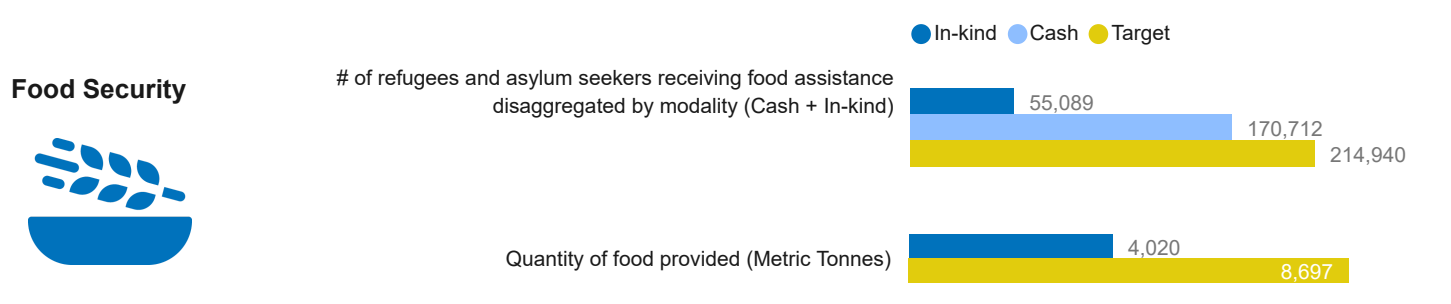 In-kind Cash Target
Food Security
# of refugees and asylum seekers receiving food assistance
disaggregated by modality (Cash + In-kind)
55,089
170,712
214,940
Quantity of food provided (Metric Tonnes)
4,020
8,697